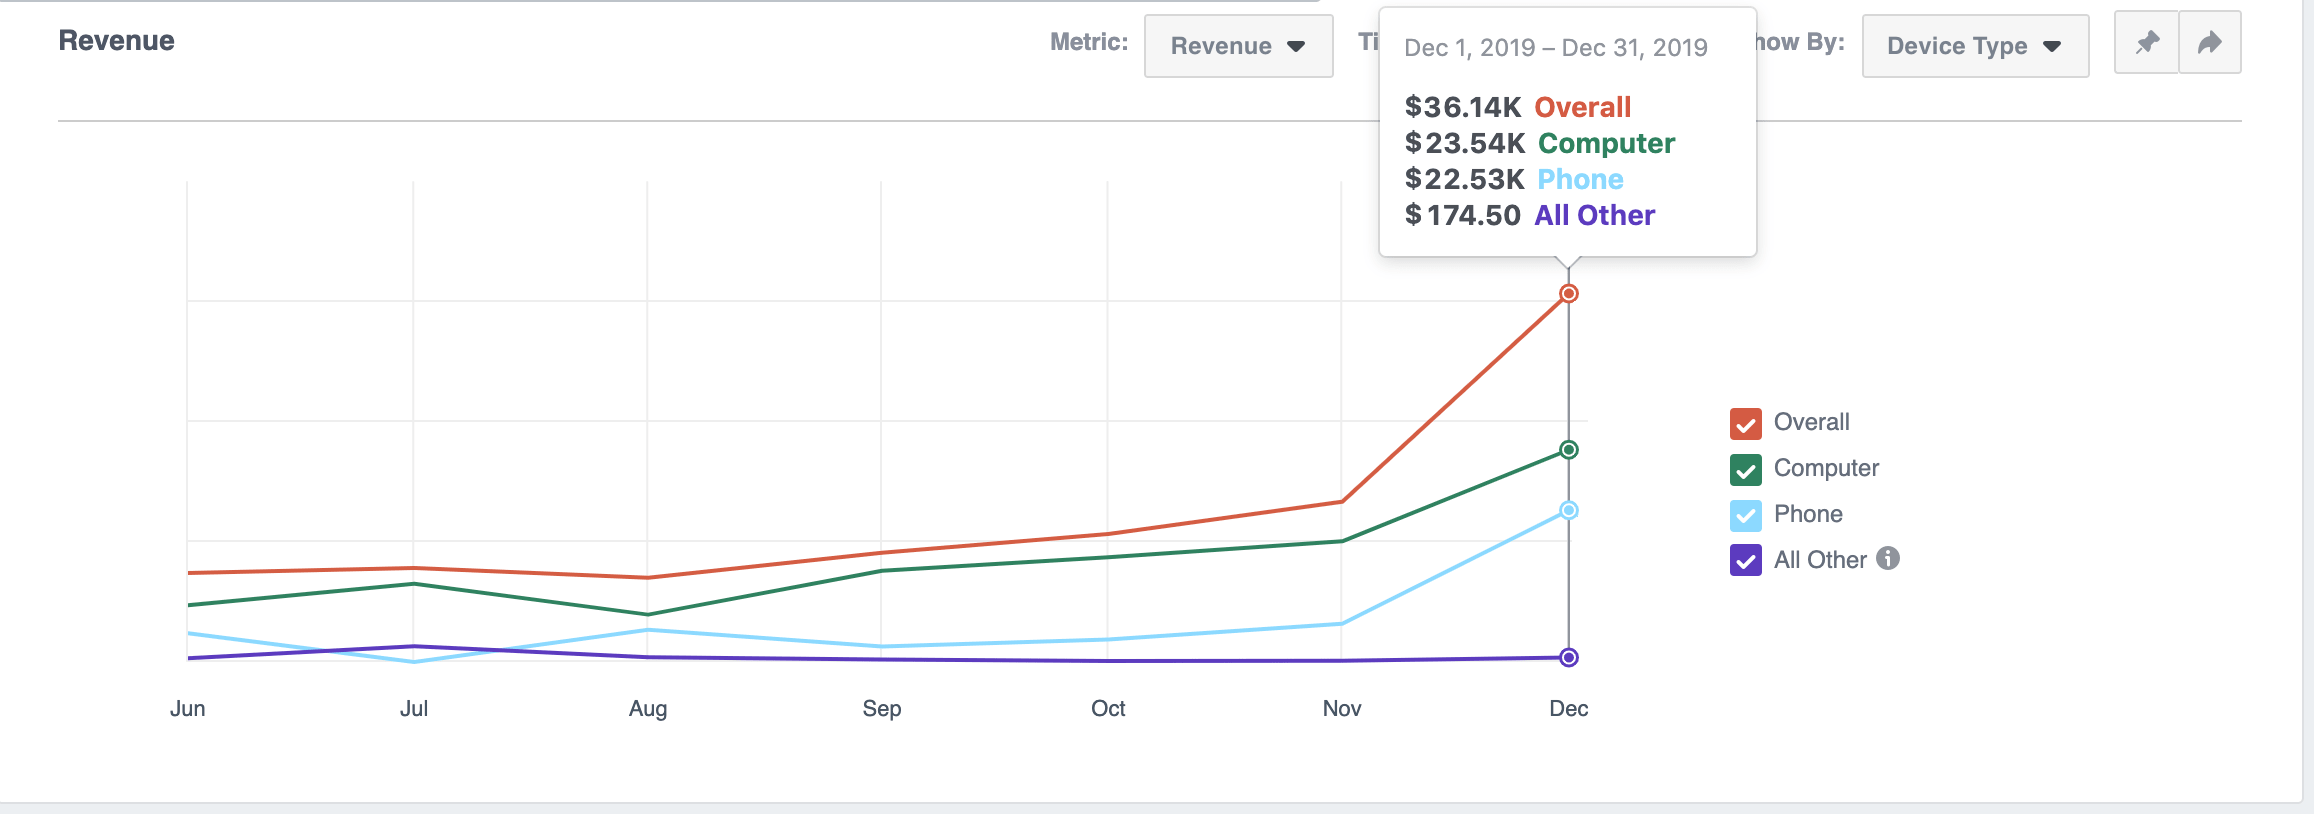 Revenue
Metric: Revenue Ti how By: Device Type
Dec 1, 2019 – Dec 31, 2019
$36.14K Overall
$23.54K Computer
$22.53K Phone
$174.50 All Other
Overall
Computer
Phone
All Other
Jun Jul Aug Sep Oct Nov Dec